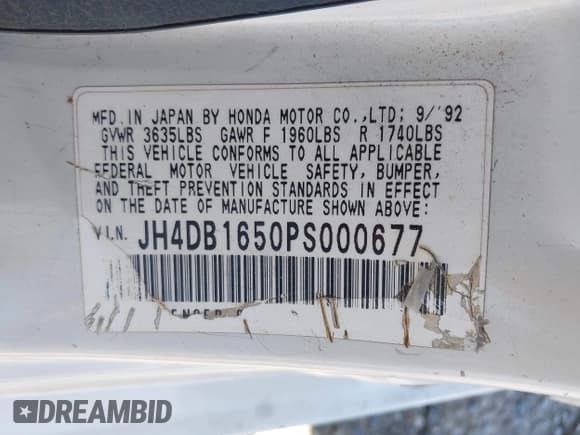 MFD.IN JAPAN BY HONDA MOTOR CO.,LTD; 9/'92
GVWR 3635LBS GAWR F 1960LBS R 1740LBS
THIS VEHICLE CONFORMS TO ALL APPLICABLE
FEDERAL MOTOR VEHICLE SAFETY, BUMPER,
AND THEFT PREVENTION STANDARDS IN EFFECT
ON THE DATE OF MANUFACTURE SHOWN ABOVE:
V.I.N. JH4DB1650PS000677
DREAMBID